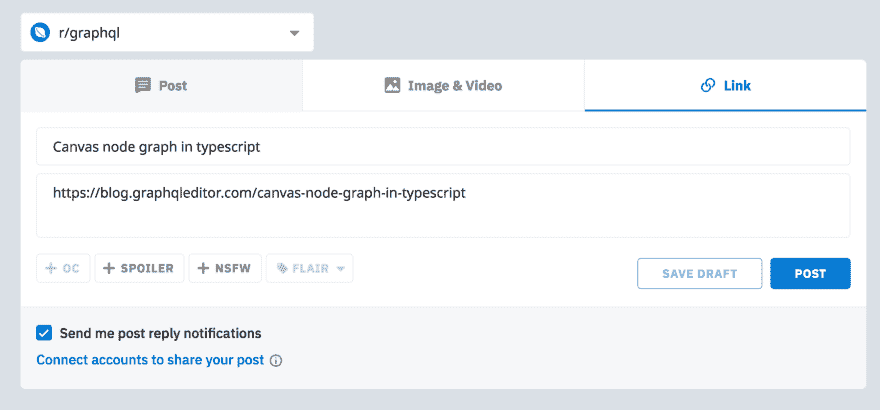 r/graphql
Post
Image & Video
Link
Canvas node graph in typescript
https://blog.graphqleditor.com/canvas-node-graph-in-typescript
+ OC
+ SPOILER
+ NSFW
FLAIR
SAVE DRAFT
POST
Send me post reply notifications
Connect accounts to share your post